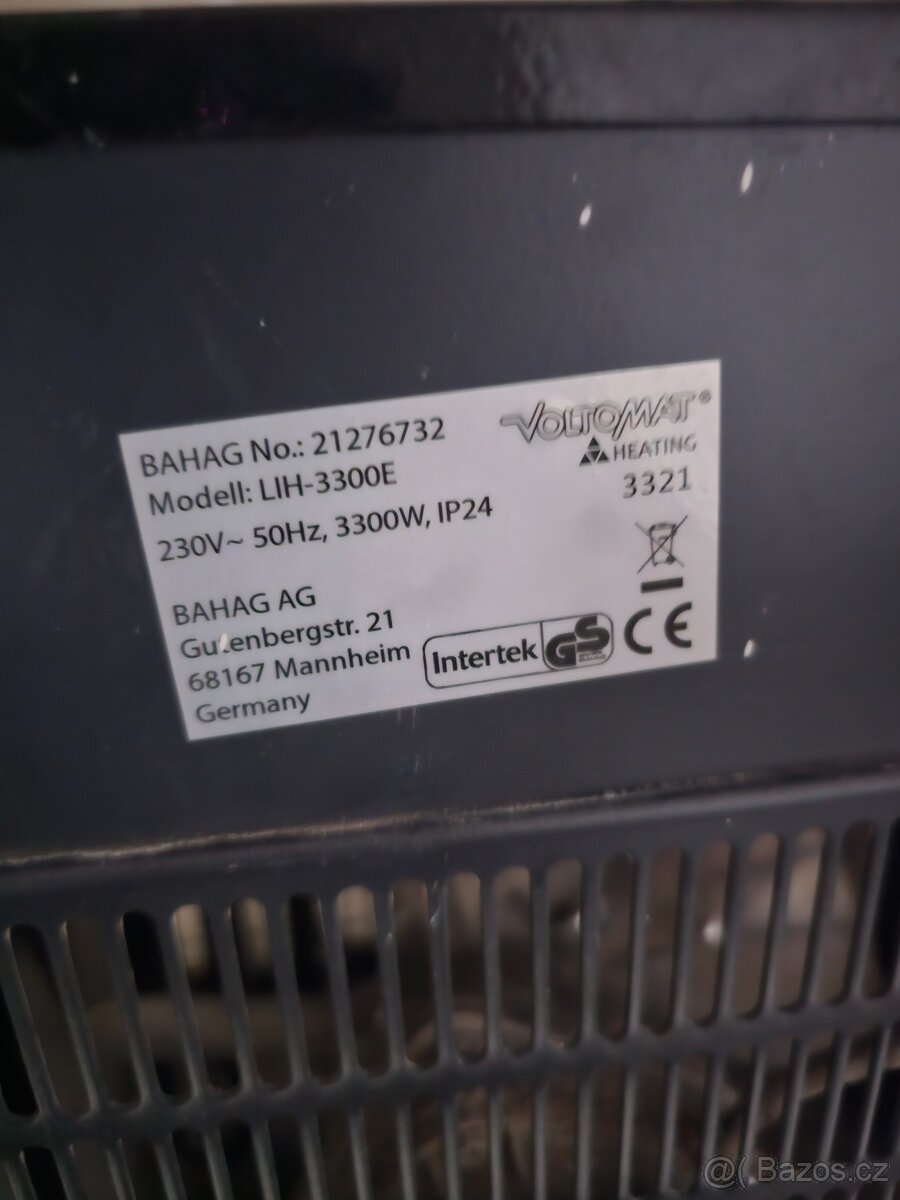 BAHAG No.: 21276732
Modell: LIH-3300E
230V~ 50Hz, 3300W, IP24
BAHAG AG
Gutenbergstr. 21
68167 Mannheim
Germany
VOLTOMAT®
HEATING
3321
Intertek GS
CE
@( Bazos.cz